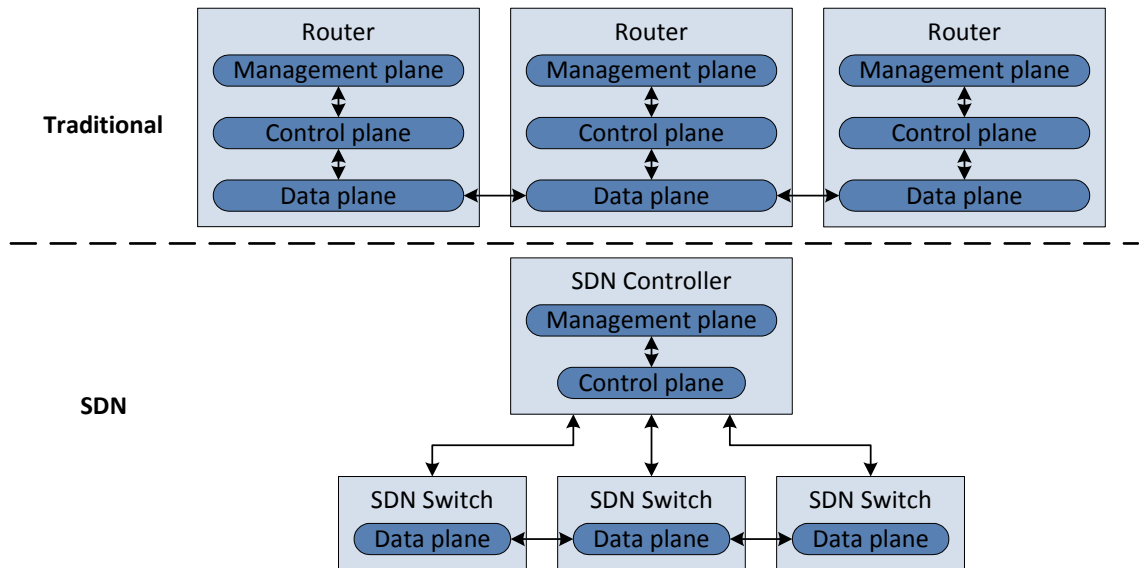 Router
Router
Router
Management plane
Management plane
Management plane
Traditional
Control plane
Control plane
Control plane
Data plane
Data plane
Data plane
SDN Controller
Management plane
Control plane
SDN
SDN Switch
SDN Switch
SDN Switch
Data plane
Data plane
Data plane